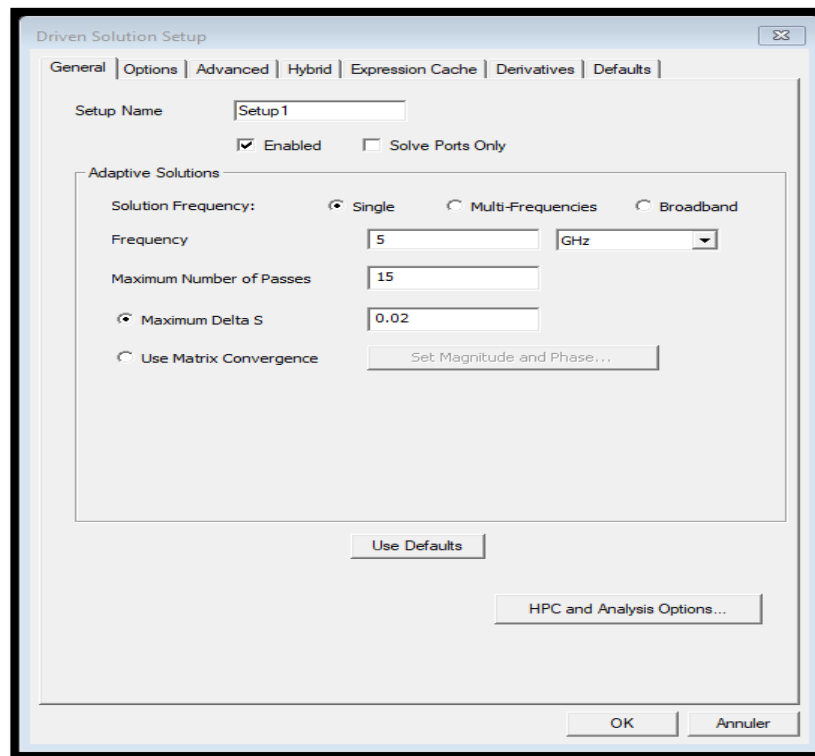 Driven Solution Setup
General Options Advanced Hybrid Expression Cache Derivatives Defaults
Setup Name Setup1
Enabled Solve Ports Only
Adaptive Solutions
Solution Frequency: Single Multi-Frequencies Broadband
Frequency 5 GHz
Maximum Number of Passes 15
Maximum Delta S 0.02
Use Matrix Convergence Set Magnitude and Phase...
Use Defaults
HPC and Analysis Options...
OK Annuler